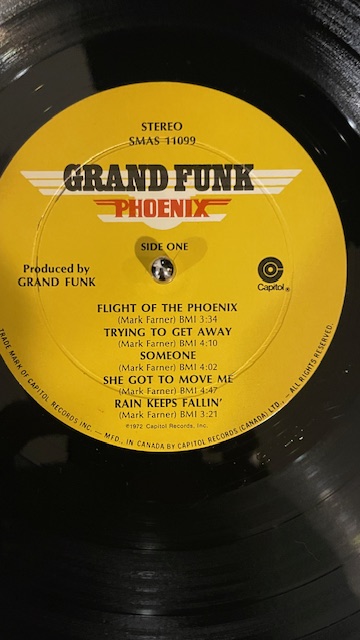 STEREO
SMAS 11099
GRAND FUNK
PHOENIX
SIDE ONE
Produced by
GRAND FUNK
Capitol®
FLIGHT OF THE PHOENIX
(Mark Farner) BMI 3:34
TRYING TO GET AWAY
(Mark Farner) BMI 4:10
SOMEONE
(Mark Farner) BMI 4:02
SHE GOT TO MOVE ME
(Mark Farner) BMI 4:47
RAIN KEEPS FALLIN'
(Mark Farner) BMI 3:21
℗1972 Capitol Records, Inc.
TRADE MARK OF CAPITOL RECORDS INC. — MFD. IN CANADA BY CAPITOL RECORDS (CANADA) LTD., — ALL RIGHTS RESERVED.